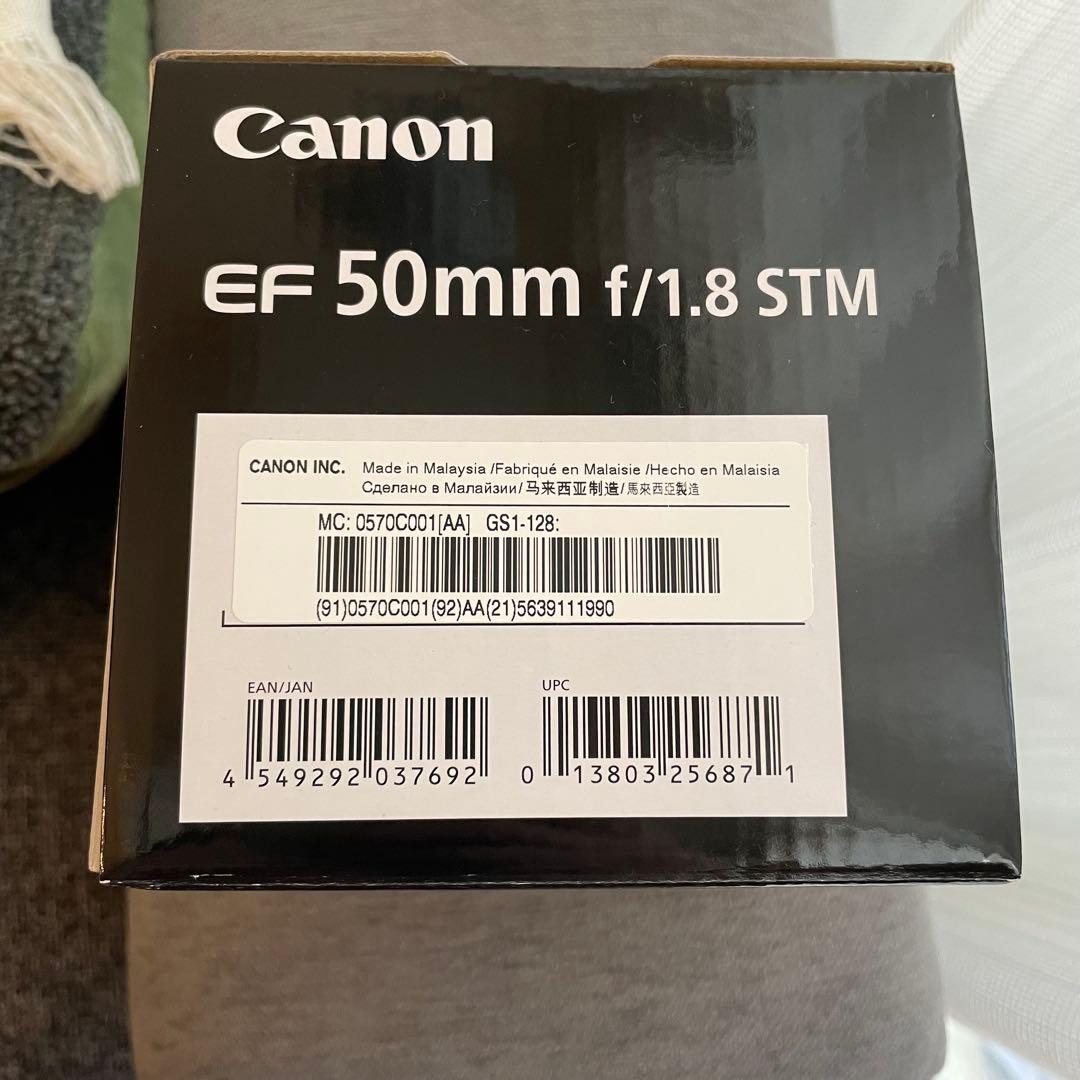 Canon
EF 50mm f/1.8 STM
CANON INC. Made in Malaysia /Fabriqué en Malaisie /Hecho en Malaisia
Сделано в Малайзии/马来西亚制造/馬來西亞製造
MC: 0570C001[AA] GS1-128:
(91)0570C001(92)AA(21)5639111990
EAN/JAN UPC
4 549292 037692 0 13803 25687 1